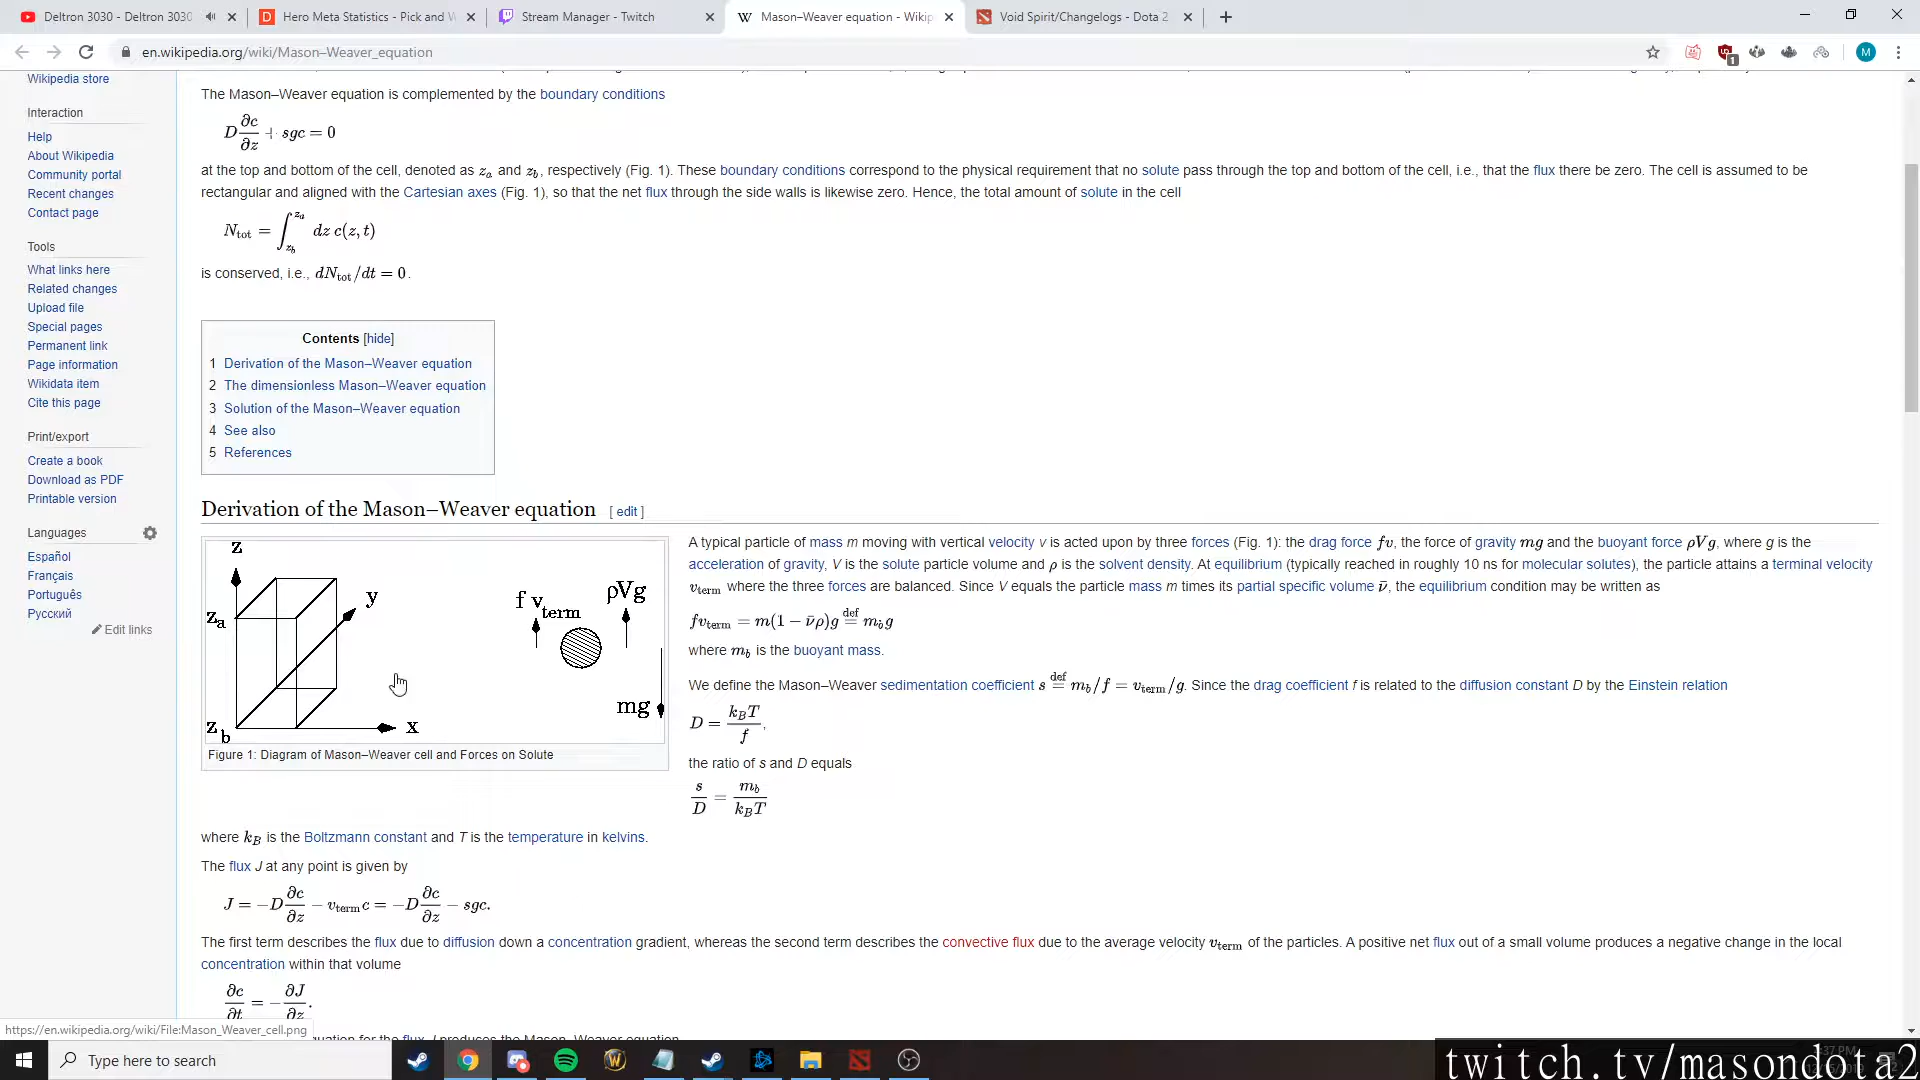 Deltron 3030 - Deltron 3030
Hero Meta Statistics - Pick and W
Stream Manager - Twitch
W Mason–Weaver equation - Wikip
Void Spirit/Changelogs - Dota 2
en.wikipedia.org/wiki/Mason–Weaver_equation
1
M
Wikipedia store
Interaction
Help
About Wikipedia
Community portal
Recent changes
Contact page
Tools
What links here
Related changes
Upload file
Special pages
Permanent link
Page information
Wikidata item
Cite this page
Print/export
Create a book
Download as PDF
Printable version
Languages
Español
Français
Português
Русский
Edit links
The Mason–Weaver equation is complemented by the boundary conditions
D ∂c/∂z + sgc = 0
at the top and bottom of the cell, denoted as z_a and z_b, respectively (Fig. 1). These boundary conditions correspond to the physical requirement that no solute pass through the top and bottom of the cell, i.e., that the flux there be zero. The cell is assumed to be
rectangular and aligned with the Cartesian axes (Fig. 1), so that the net flux through the side walls is likewise zero. Hence, the total amount of solute in the cell
N_tot = ∫_{z_b}^{z_a} dz c(z, t)
is conserved, i.e., dN_tot/dt = 0.
Contents [hide]
1 Derivation of the Mason–Weaver equation
2 The dimensionless Mason–Weaver equation
3 Solution of the Mason–Weaver equation
4 See also
5 References
Derivation of the Mason–Weaver equation [ edit ]
z
y
z_a
z_b
x
f v_term
ρVg
mg
Figure 1: Diagram of Mason–Weaver cell and Forces on Solute
A typical particle of mass m moving with vertical velocity v is acted upon by three forces (Fig. 1): the drag force fv, the force of gravity mg and the buoyant force ρVg, where g is the
acceleration of gravity, V is the solute particle volume and ρ is the solvent density. At equilibrium (typically reached in roughly 10 ns for molecular solutes), the particle attains a terminal velocity
v_term where the three forces are balanced. Since V equals the particle mass m times its partial specific volume ν̄, the equilibrium condition may be written as
fv_term = m(1 − ν̄ρ)g def= m_b g
where m_b is the buoyant mass.
We define the Mason–Weaver sedimentation coefficient s def= m_b/f = v_term/g. Since the drag coefficient f is related to the diffusion constant D by the Einstein relation
D = k_B T/f,
the ratio of s and D equals
s/D = m_b/k_B T
where k_B is the Boltzmann constant and T is the temperature in kelvins.
The flux J at any point is given by
J = −D ∂c/∂z − v_term c = −D ∂c/∂z − sgc.
The first term describes the flux due to diffusion down a concentration gradient, whereas the second term describes the convective flux due to the average velocity v_term of the particles. A positive net flux out of a small volume produces a negative change in the local
concentration within that volume
∂c/∂t = −∂J/∂z.
https://en.wikipedia.org/wiki/File:Mason_Weaver_cell.png
Type here to search
twitch.tv/masondota2